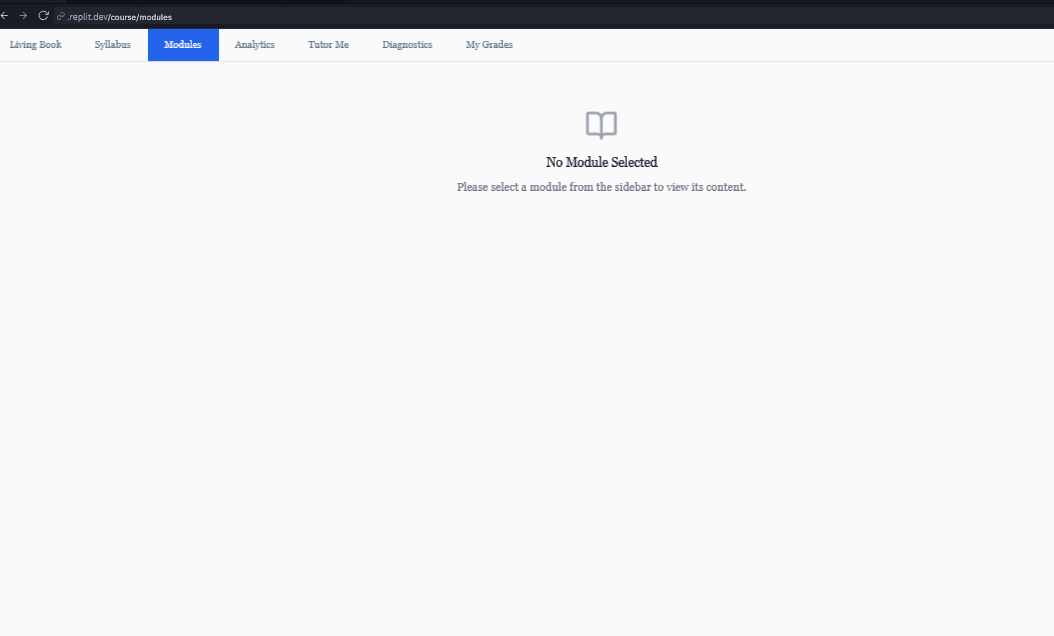 .replit.dev/course/modules
Living Book Syllabus Modules Analytics Tutor Me Diagnostics My Grades
No Module Selected
Please select a module from the sidebar to view its content.